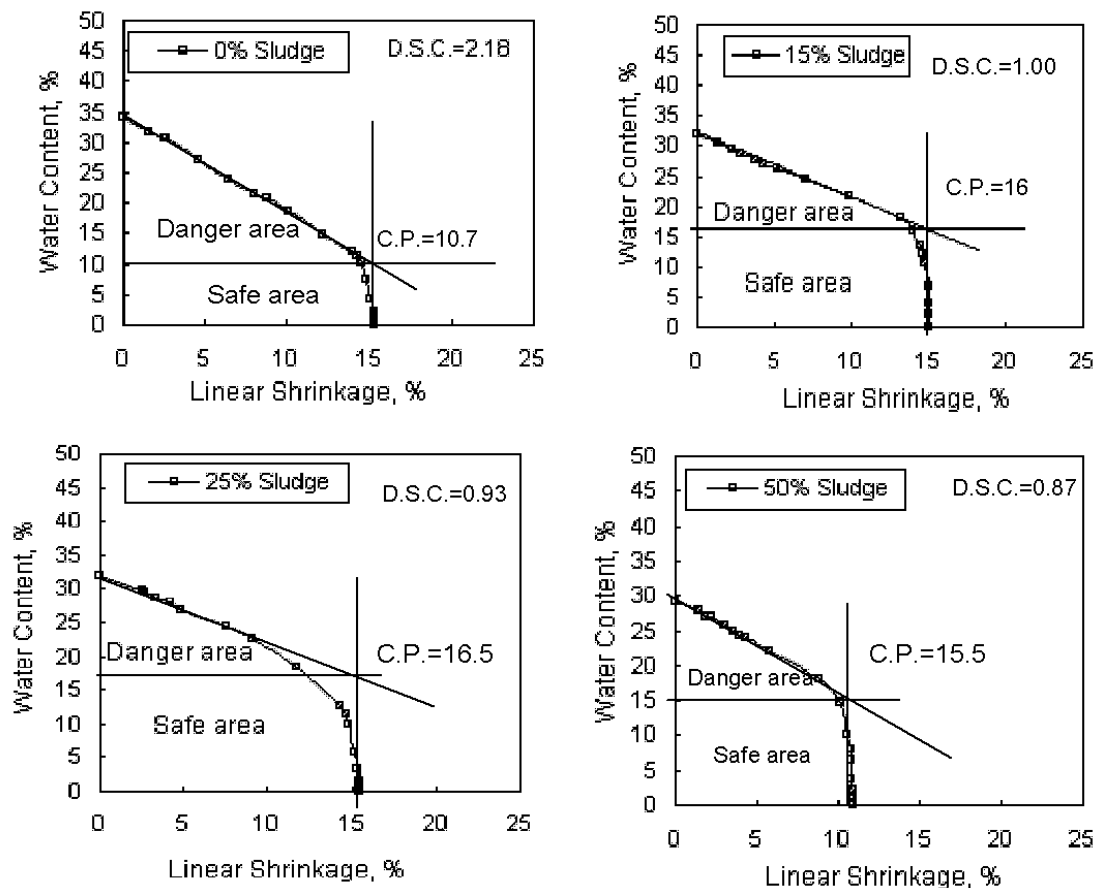 50
45
40
35
30
25
20
15
10
5
0
Water Content, %
0% Sludge
D.S.C.=2.18
Danger area
C.P.=10.7
Safe area
0 5 10 15 20 25
Linear Shrinkage, %
50
45
40
35
30
25
20
15
10
5
0
Water Content, %
15% Sludge
D.S.C.=1.00
C.P.=16
Danger area
Safe area
0 5 10 15 20 25
Linear Shrinkage, %
50
45
40
35
30
25
20
15
10
5
0
Water Content, %
25% Sludge
D.S.C.=0.93
Danger area
C.P.=16.5
Safe area
0 5 10 15 20 25
Linear Shrinkage, %
50
45
40
35
30
25
20
15
10
5
0
Water Content, %
50% Sludge
D.S.C.=0.87
C.P.=15.5
Danger area
Safe area
0 5 10 15 20 25
Linear Shrinkage, %